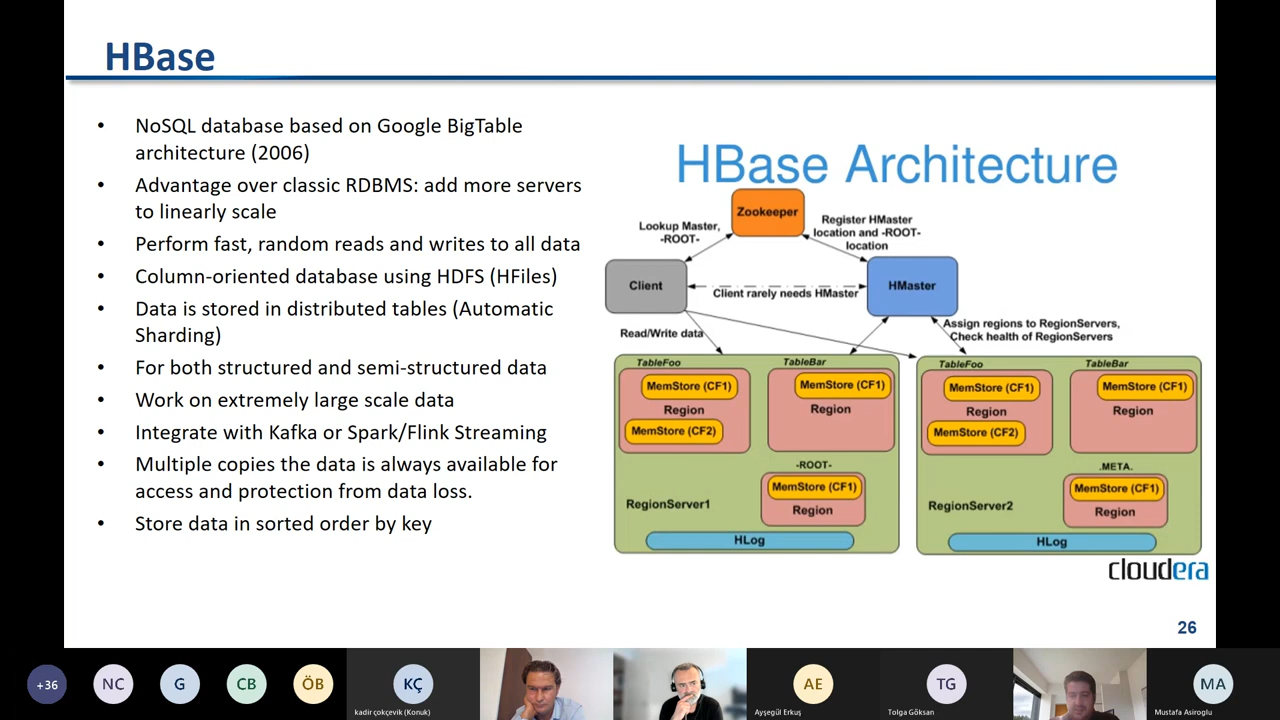 HBase
NoSQL database based on Google BigTable
architecture (2006)
Advantage over classic RDBMS: add more servers
to linearly scale
Perform fast, random reads and writes to all data
Column-oriented database using HDFS (HFiles)
Data is stored in distributed tables (Automatic
Sharding)
For both structured and semi-structured data
Work on extremely large scale data
Integrate with Kafka or Spark/Flink Streaming
Multiple copies the data is always available for
access and protection from data loss.
Store data in sorted order by key
HBase Architecture
Zookeeper
Lookup Master,
-ROOT-
Register HMaster
location and -ROOT-
location
Client
Client rarely needs HMaster
HMaster
Read/Write data
Assign regions to RegionServers,
Check health of RegionServers
TableFoo
TableBar
MemStore (CF1)
Region
MemStore (CF2)
MemStore (CF1)
Region
-ROOT-
MemStore (CF1)
Region
RegionServer1
HLog
TableFoo
TableBar
MemStore (CF1)
Region
MemStore (CF2)
MemStore (CF1)
Region
.META.
MemStore (CF1)
Region
RegionServer2
HLog
cloudera
26
+36
NC
G
CB
ÖB
KÇ
kadir çokçevik (Konuk)
AE
Ayşegül Erkuş
TG
Tolga Göksan
MA
Mustafa Asiroglu